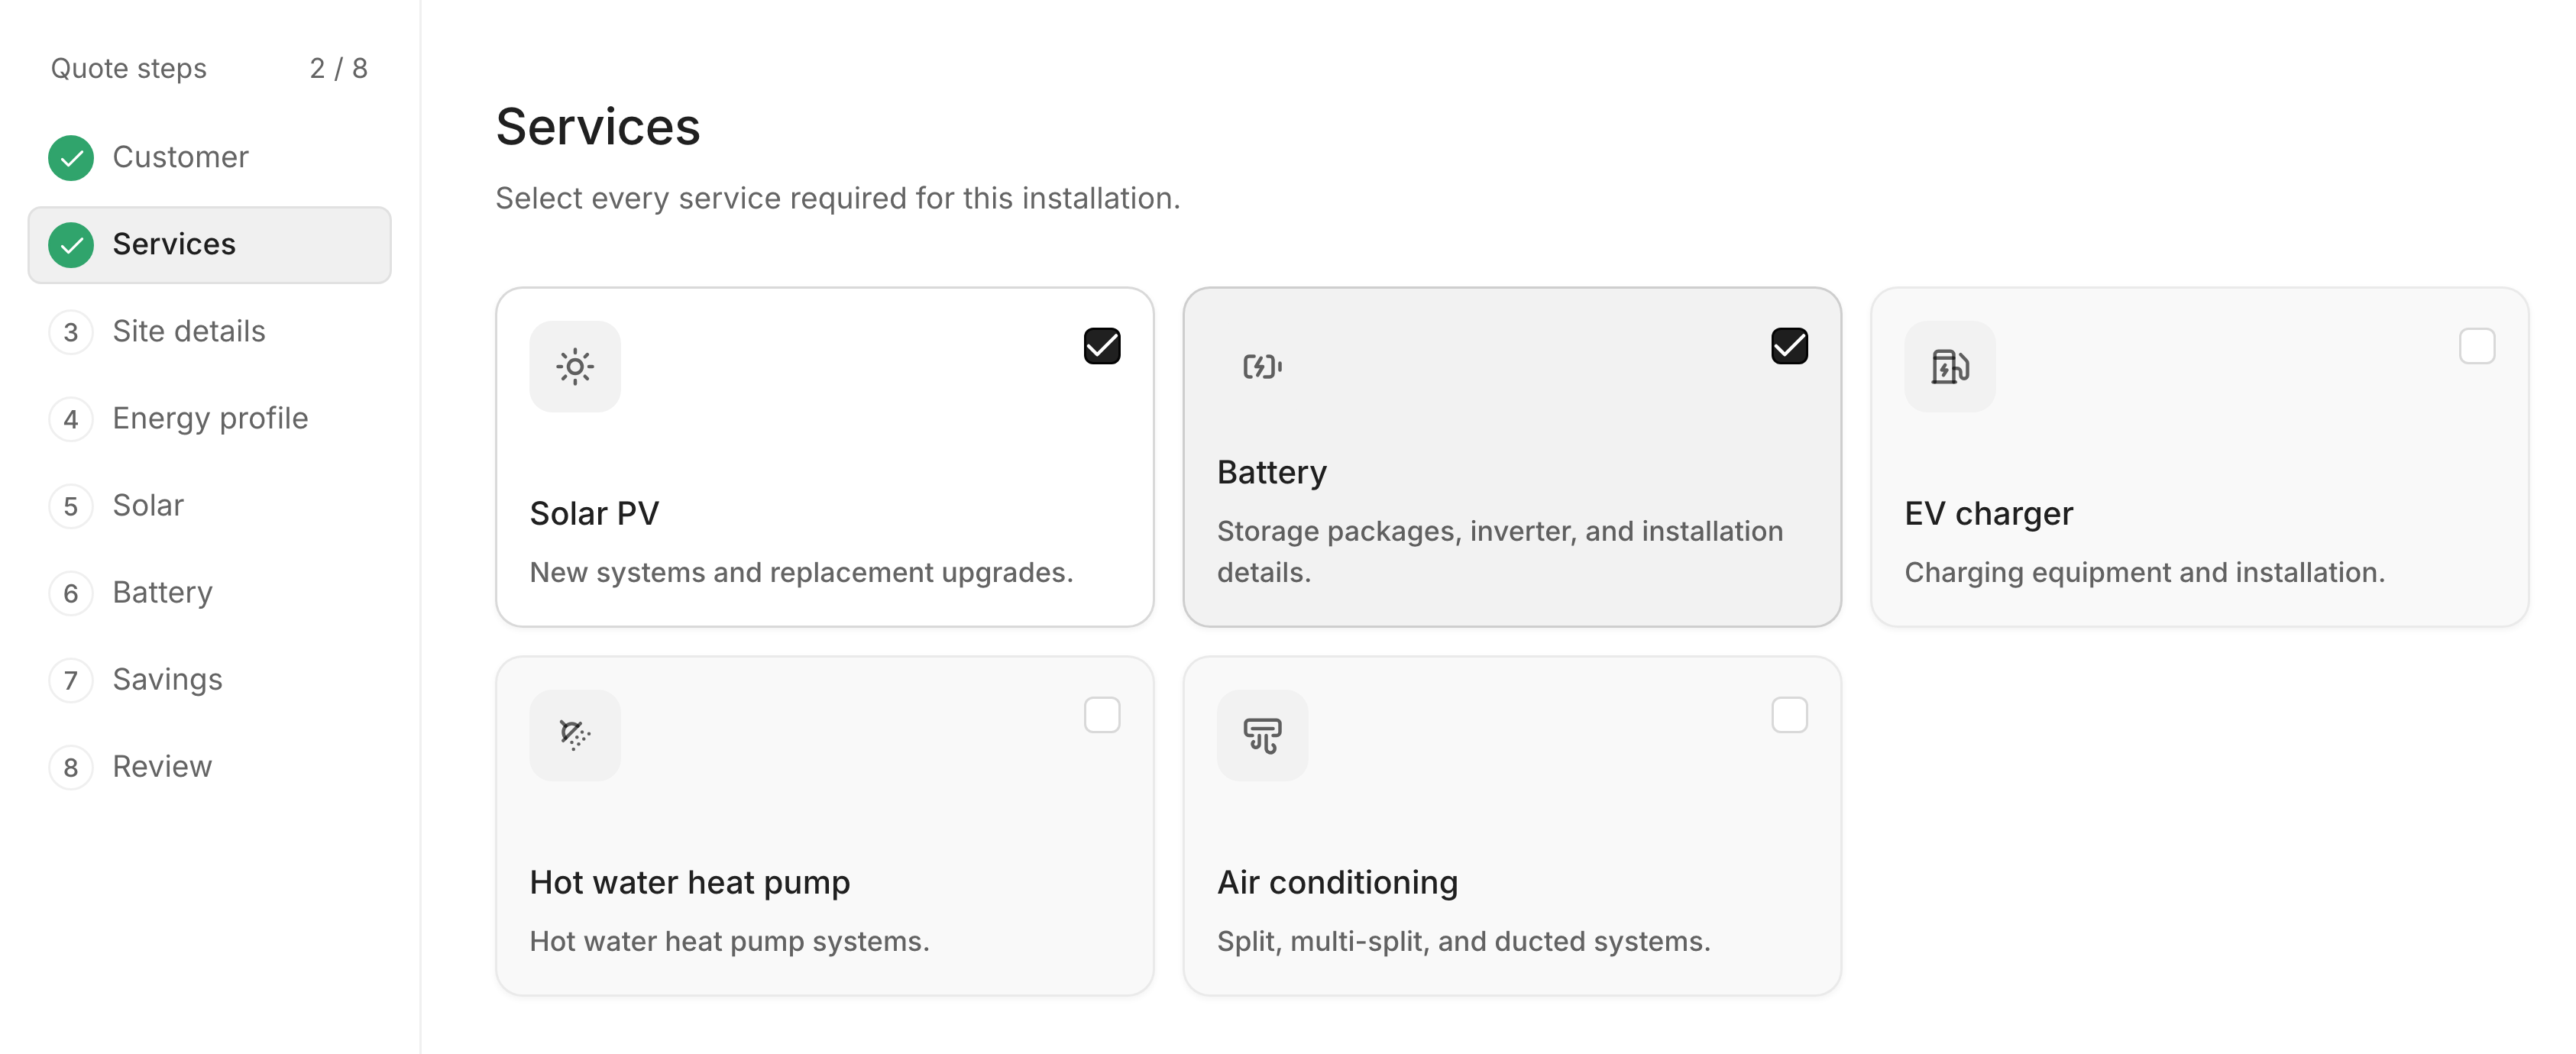 Quote steps
2 / 8
Customer
Services
3
Site details
4
Energy profile
5
Solar
6
Battery
7
Savings
8
Review
Services
Select every service required for this installation.
Solar PV
New systems and replacement upgrades.
Battery
Storage packages, inverter, and installation
details.
EV charger
Charging equipment and installation.
Hot water heat pump
Hot water heat pump systems.
Air conditioning
Split, multi-split, and ducted systems.